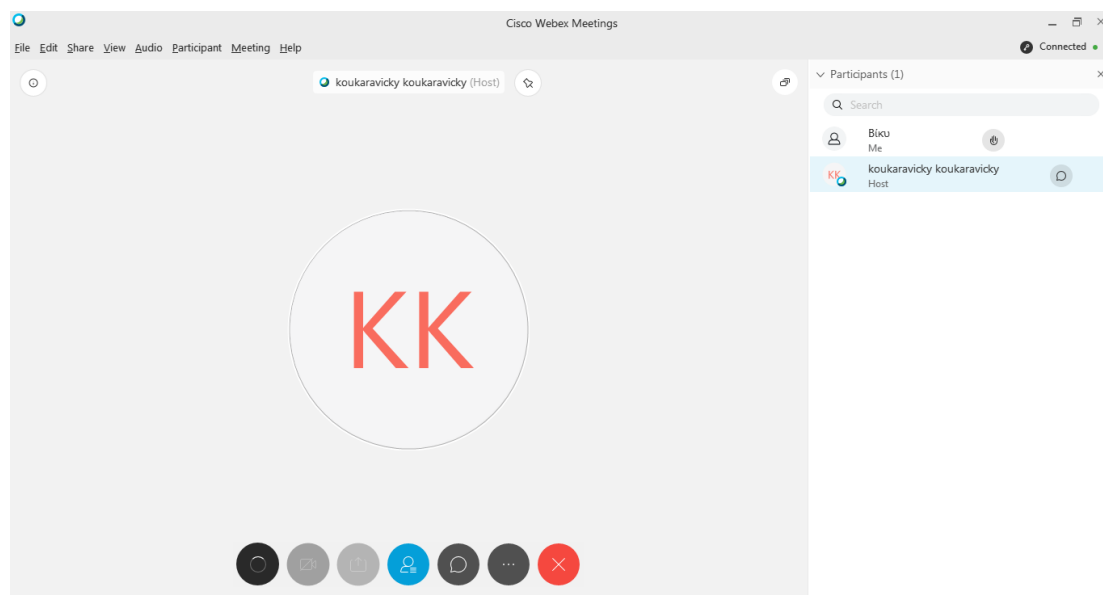 Cisco Webex Meetings
File Edit Share View Audio Participant Meeting Help
Connected
koukaravicky koukaravicky (Host)
KK
Participants (1)
Search
Βίκυ
Me
KK
koukaravicky koukaravicky
Host